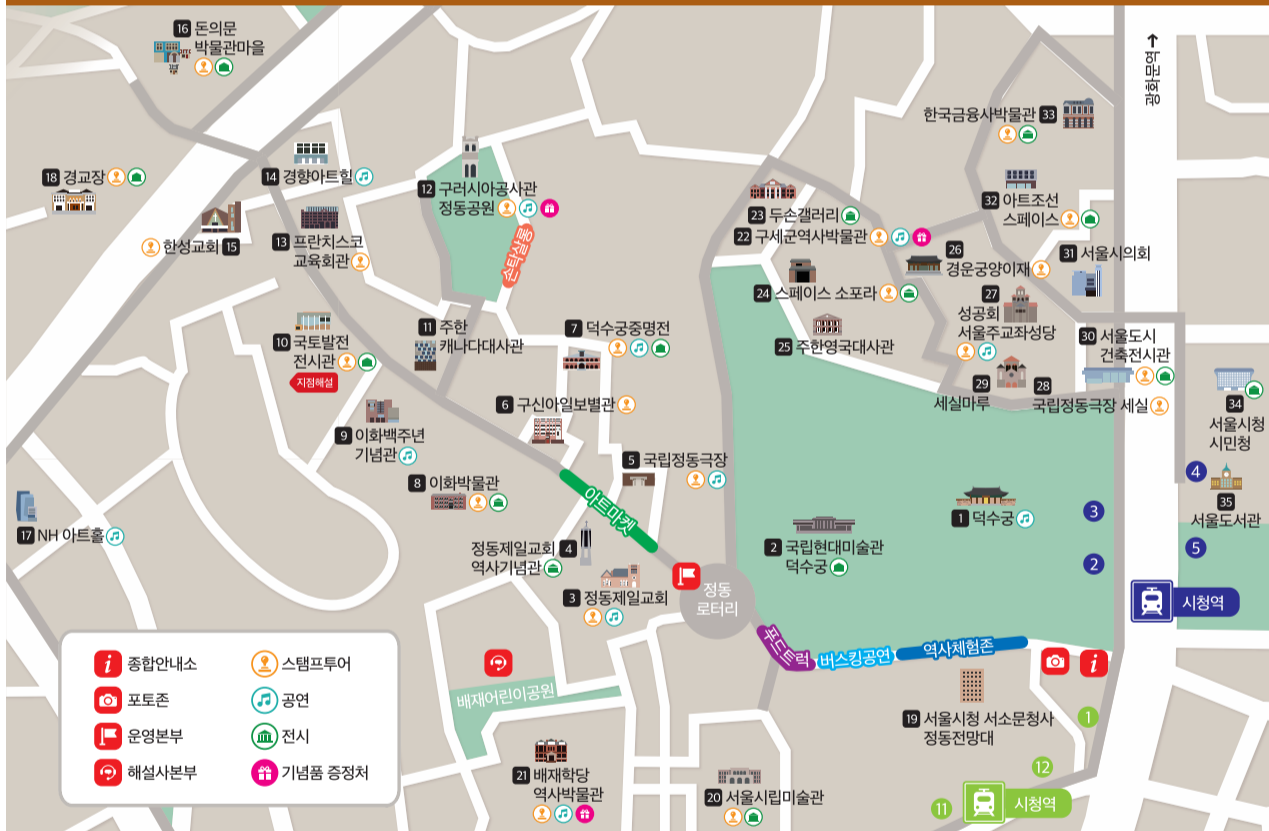 16 돈의문
박물관마을
광화문역→
한국금융사박물관 33
18 경교장
14 경향아트힐
12 구러시아공사관
정동공원
손탁살롱
23 두손갤러리
22 구세군역사박물관
32 아트조선
스페이스
한성교회 15
13 프란치스코
교육회관
26
경운궁양이재
31 서울시의회
24 스페이스 소포라
27
성공회
서울주교좌성당
10 국토발전
전시관
지점해설
11 주한
캐나다대사관
7 덕수궁중명전
25 주한영국대사관
30 서울도시
건축전시관
29
세실마루
28
국립정동극장 세실
34
서울시청
시민청
6 구신아일보별관
9 이화백주년
기념관
5 국립정동극장
8 이화박물관
아트마켓
4
35
서울도서관
17 NH 아트홀
1 덕수궁
3
2 국립현대미술관
덕수궁
5
2
정동제일교회 4
역사기념관
3 정동제일교회
정동
로터리
시청역
푸드트럭
버스킹공연
역사체험존
i
i 종합안내소
스탬프투어
포토존
공연
운영본부
전시
해설사본부
기념품 증정처
배재어린이공원
19 서울시청 서소문청사
정동전망대
1
12
11
시청역
21 배재학당
역사박물관
20 서울시립미술관